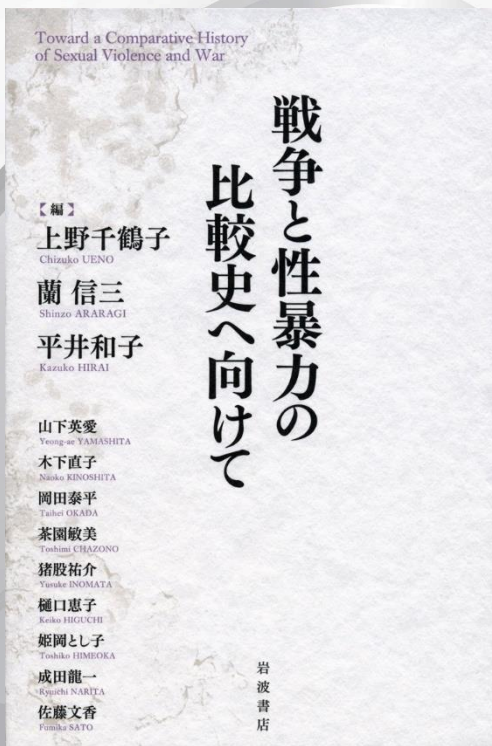 Toward a Comparative History
of Sexual Violence and War
戦争と性暴力の
比較史へ向けて
【編】
上野千鶴子
Chizuko UENO
蘭 信三
Shinzo ARARAGI
平井和子
Kazuko HIRAI
山下英愛
Yeong-ae YAMASHITA
木下直子
Naoko KINOSHITA
岡田泰平
Taihei OKADA
茶園敏美
Toshimi CHAZONO
猪股祐介
Yusuke INOMATA
樋口恵子
Keiko HIGUCHI
姫岡とし子
Toshiko HIMEOKA
成田龍一
Ryuichi NARITA
佐藤文香
Fumika SATO
岩波書店